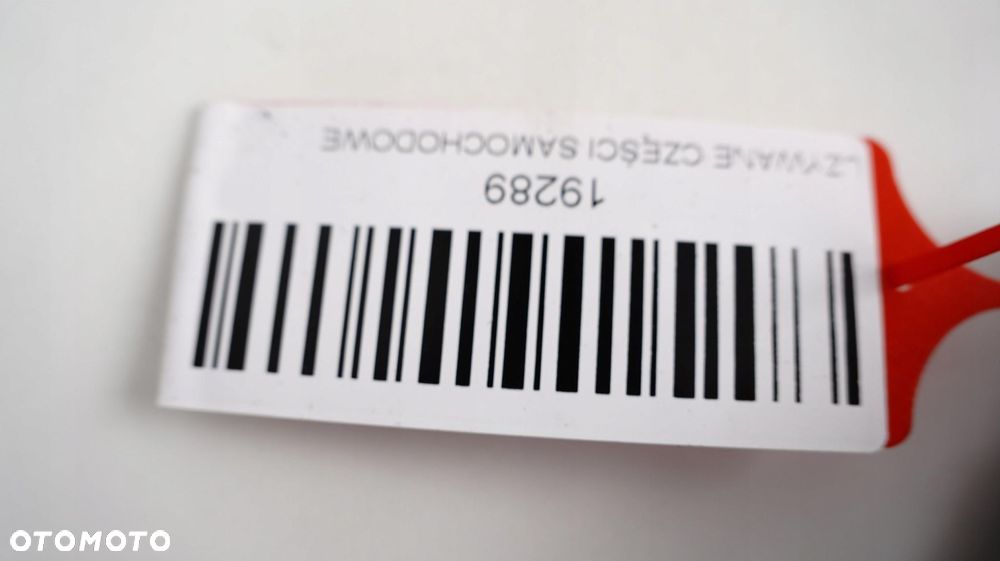 UŻYWANE CZĘŚCI SAMOCHODOWE
19289
OTOMOTO